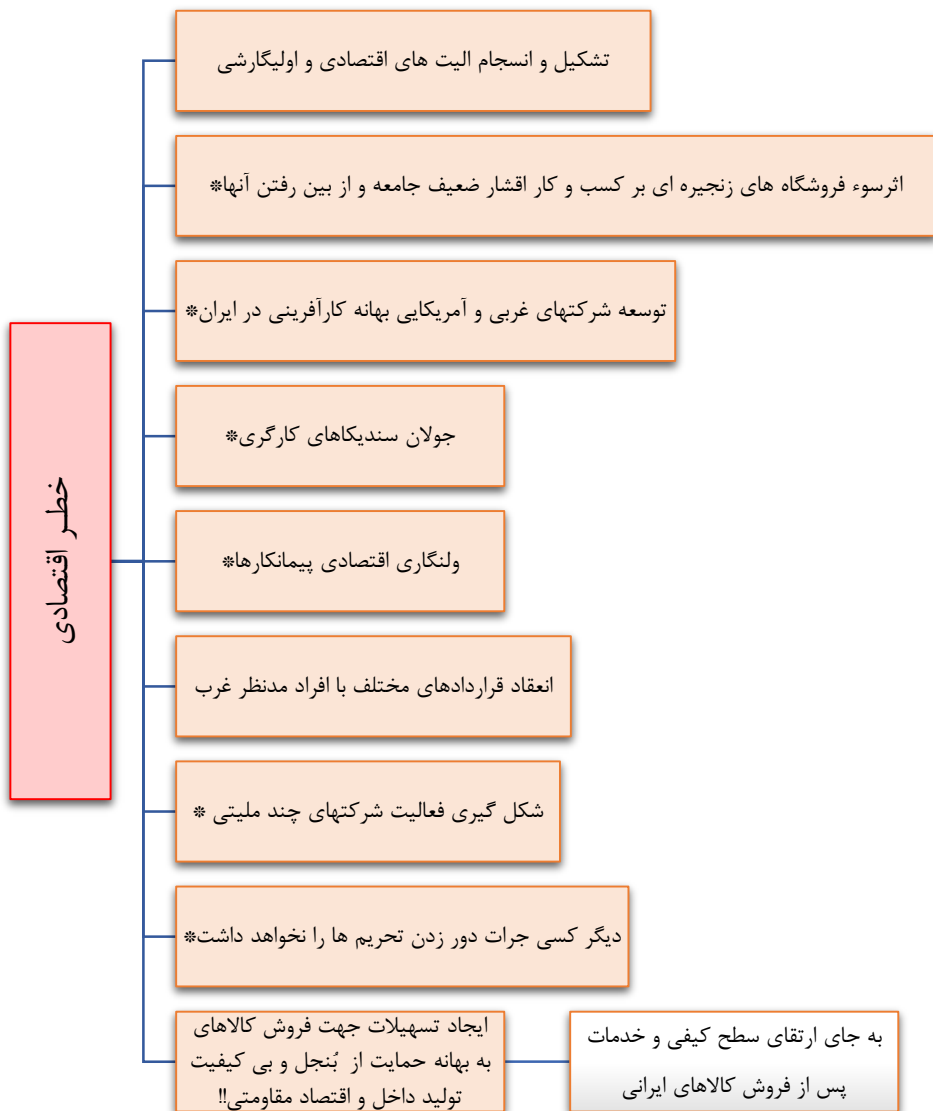 خطـر اقتصادی
تشکیل و انسجام الیت های اقتصادی و اولیگارشی
اثرسوء فروشگاه های زنجیره ای بر کسب و کار اقشار ضعیف جامعه و از بین رفتن آنها*
توسعه شرکتهای غربی و آمریکایی بهانه کارآفرینی در ایران*
جولان سندیکاهای کارگری*
ولنگاری اقتصادی پیمانکارها*
انعقاد قراردادهای مختلف با افراد مدنظر غرب
شکل گیری فعالیت شرکتهای چند ملیتی *
دیگر کسی جرات دور زدن تحریم ها را نخواهد داشت*
ایجاد تسهیلات جهت فروش کالاهای
به بهانه حمایت از بُنجل و بی کیفیت
تولید داخل و اقتصاد مقاومتی!!
به جای ارتقای سطح کیفی و خدمات
پس از فروش کالاهای ایرانی